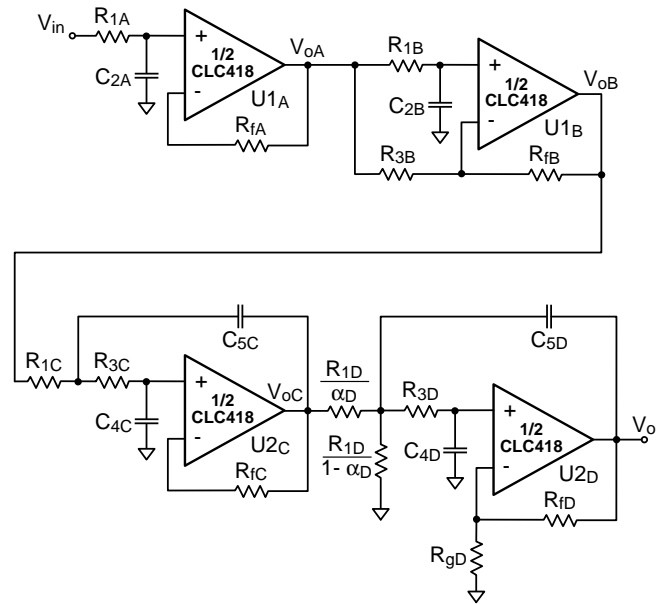 Vin
R1A
C2A
+
-
1/2
CLC418
U1A
RfA
VoA
R1B
C2B
R3B
+
-
1/2
CLC418
U1B
RfB
VoB
R1C
R3C
C5C
C4C
+
-
1/2
CLC418
U2C
RfC
VoC
R1D
αD
R1D
1- αD
R3D
C5D
C4D
+
-
1/2
CLC418
U2D
RfD
RgD
Vo